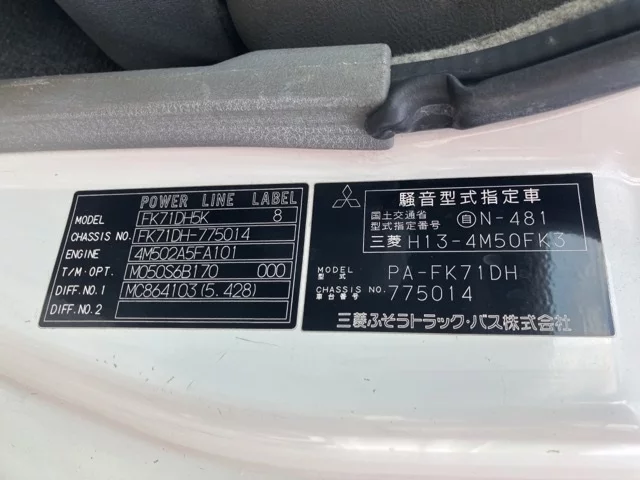 POWER LINE LABEL
MODEL FK71DH5K 8
CHASSIS NO. FK71DH-775014
ENGINE 4M502A5FA101
T/M·OPT. M050S6B170 000
DIFF.NO.1 MC864103(5.428)
DIFF.NO.2
騒音型式指定車
国土交通省
型式指定番号 自N-481
三菱 H13-4M50FK3
MODEL
型式 PA-FK71DH
CHASSIS NO.
車台番号 775014
三菱ふそうトラック・バス株式会社